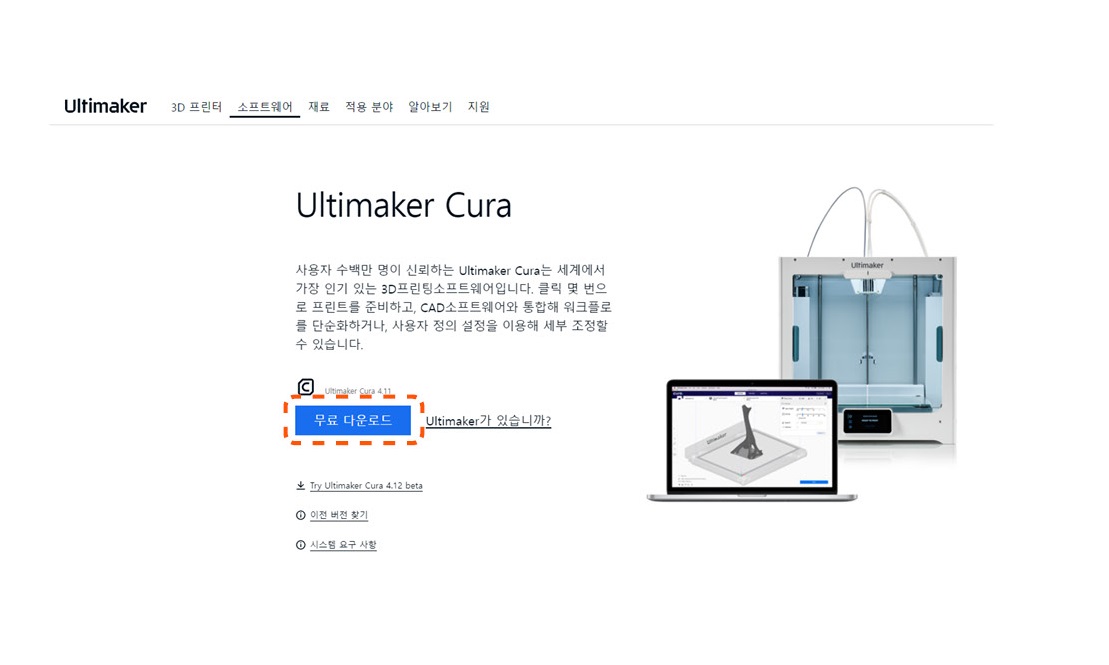 Ultimaker 3D 프린터 소프트웨어 재료 적용 분야 알아보기 지원
Ultimaker Cura
사용자 수백만 명이 신뢰하는 Ultimaker Cura는 세계에서
가장 인기 있는 3D프린팅소프트웨어입니다. 클릭 몇 번으
로 프린트를 준비하고, CAD소프트웨어와 통합해 워크플로
를 단순화하거나, 사용자 정의 설정을 이용해 세부 조정할
수 있습니다.
Ultimaker Cura 4.11
무료 다운로드 Ultimaker가 있습니까?
Try Ultimaker Cura 4.12 beta
이전 버전 찾기
시스템 요구 사항
Ultimaker
Ultimaker